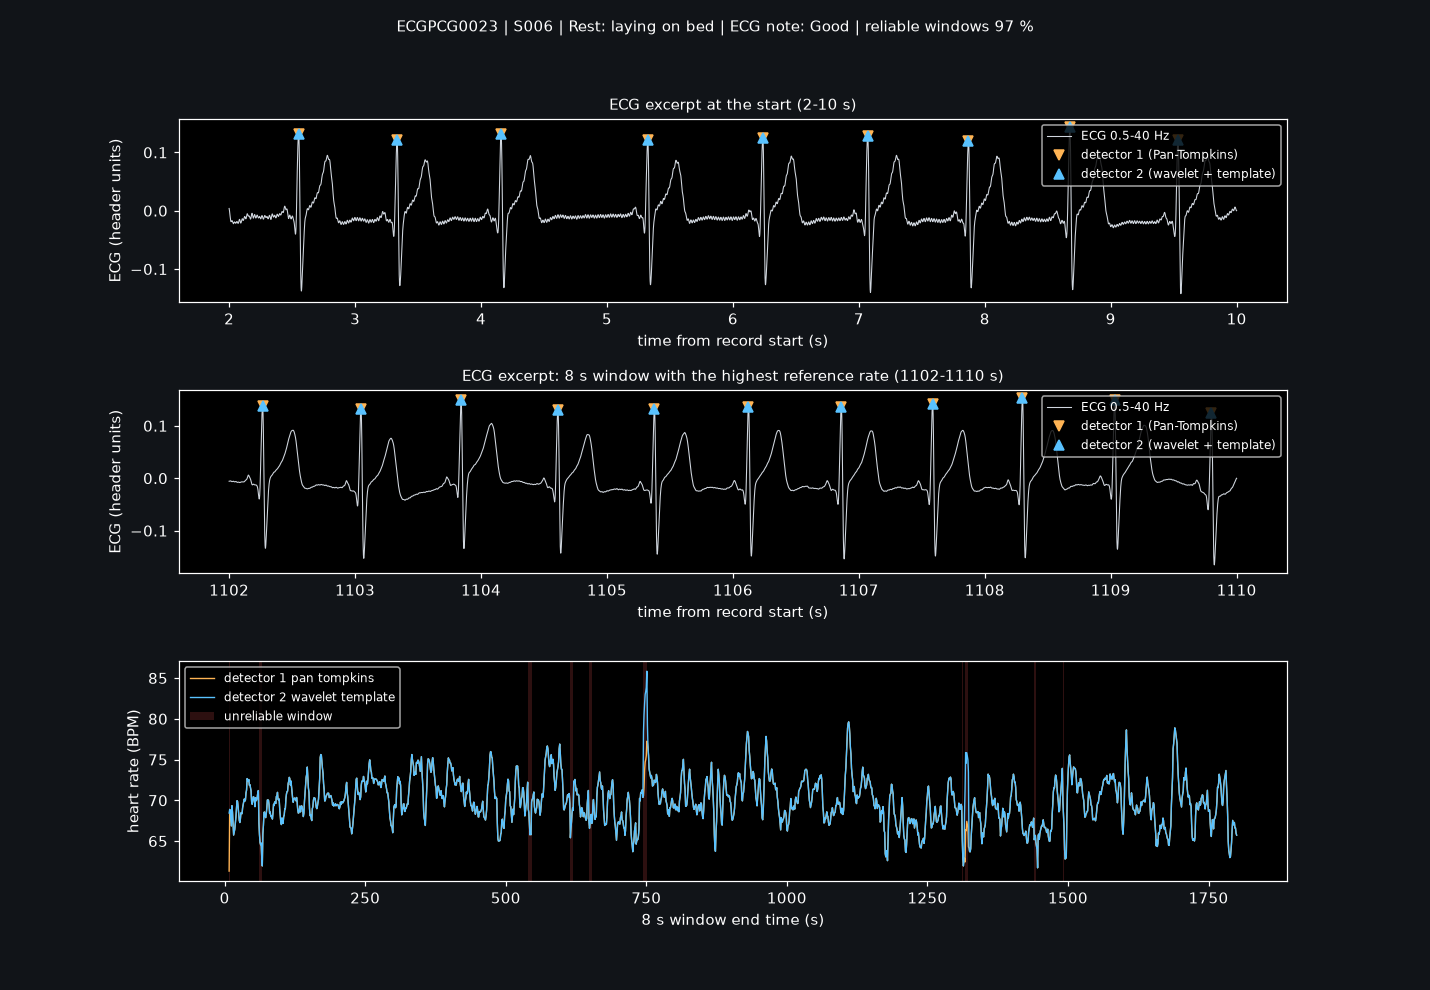 ECGPCG0023 | S006 | Rest: laying on bed | ECG note: Good | reliable windows 97 %
ECG excerpt at the start (2-10 s)
ECG (header units)
0.1
0.0
−0.1
ECG 0.5-40 Hz
detector 1 (Pan-Tompkins)
detector 2 (wavelet + template)
2 3 4 5 6 7 8 9 10
time from record start (s)
ECG excerpt: 8 s window with the highest reference rate (1102-1110 s)
ECG (header units)
0.1
0.0
−0.1
ECG 0.5-40 Hz
detector 1 (Pan-Tompkins)
detector 2 (wavelet + template)
1102 1103 1104 1105 1106 1107 1108 1109 1110
time from record start (s)
heart rate (BPM)
85
80
75
70
65
detector 1 pan tompkins
detector 2 wavelet template
unreliable window
0 250 500 750 1000 1250 1500 1750
8 s window end time (s)